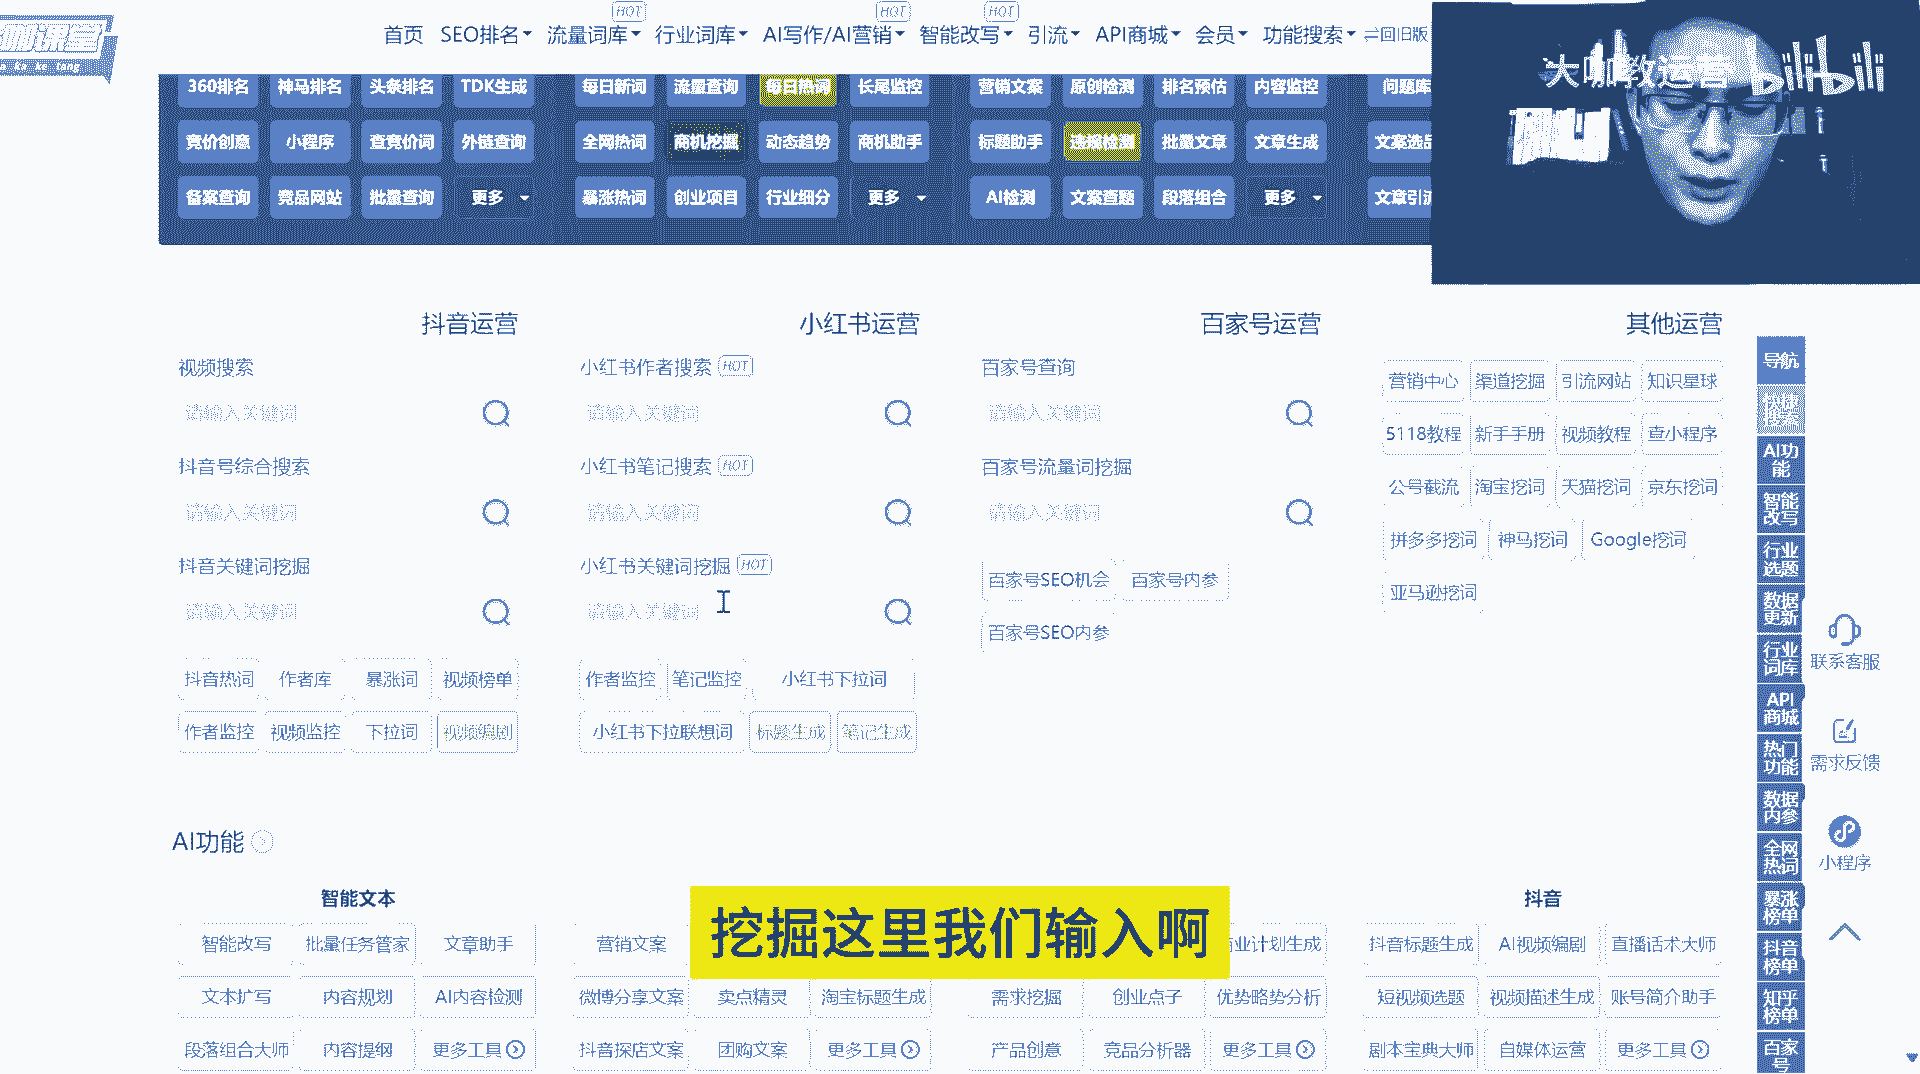 咖课堂
首页 SEO排名 流量词库 HOT 行业词库 AI写作/AI营销 HOT 智能改写 HOT 引流 API商城 会员 功能搜索 回旧版
大咖教运营 bilibili
360排名 神马排名 头条排名 TDK生成 每日新词 流量查询 每日热词 长尾监控 营销文案 原创检测 排名预估 内容监控 问题库
竞价创意 小程序 查竞价词 外链查询 全网热词 商机挖掘 动态趋势 商机助手 标题助手 违规检测 批量文章 文章生成 文案选品
备案查询 竞品网站 批量查询 更多 暴涨热词 创业项目 行业细分 更多 AI检测 文案查题 段落组合 更多 文章引流
抖音运营
视频搜索
请输入关键词
抖音号综合搜索
请输入关键词
抖音关键词挖掘
请输入关键词
抖音热词 作者库 暴涨词 视频榜单
作者监控 视频监控 下拉词 视频编剧
小红书运营
小红书作者搜索 HOT
请输入关键词
小红书笔记搜索 HOT
请输入关键词
小红书关键词挖掘 HOT
请输入关键词
作者监控 笔记监控 小红书下拉词
小红书下拉联想词 标题生成 笔记生成
百家号运营
百家号查询
请输入关键词
百家号流量词挖掘
请输入关键词
百家号SEO机会 百家号内参
百家号SEO内参
其他运营
营销中心 渠道挖掘 引流网站 知识星球
5118教程 新手手册 视频教程 查小程序
公号截流 淘宝挖词 天猫挖词 京东挖词
拼多多挖词 神马挖词 Google挖词
亚马逊挖词
导航
快捷
搜索
AI功
能
智能
改写
行业
选题
数据
更新
行业
词库
API
商城
热门
功能
数据
内参
全网
热词
暴涨
榜单
抖音
榜单
知乎
榜单
百家
号
联系客服
需求反馈
小程序
AI功能
智能文本
智能改写 批量任务管家 文章助手
文本扩写 内容规划 AI内容检测
段落组合大师 内容提纲 更多工具
营销文案
微博分享文案 卖点精灵 淘宝标题生成
抖音探店文案 团购文案 更多工具
业计划生成
需求挖掘 创业点子 优势略势分析
产品创意 竞品分析器 更多工具
抖音
抖音标题生成 AI视频编剧 直播话术大师
短视频选题 视频描述生成 账号简介助手
剧本宝典大师 自媒体运营 更多工具
挖掘这里我们输入啊